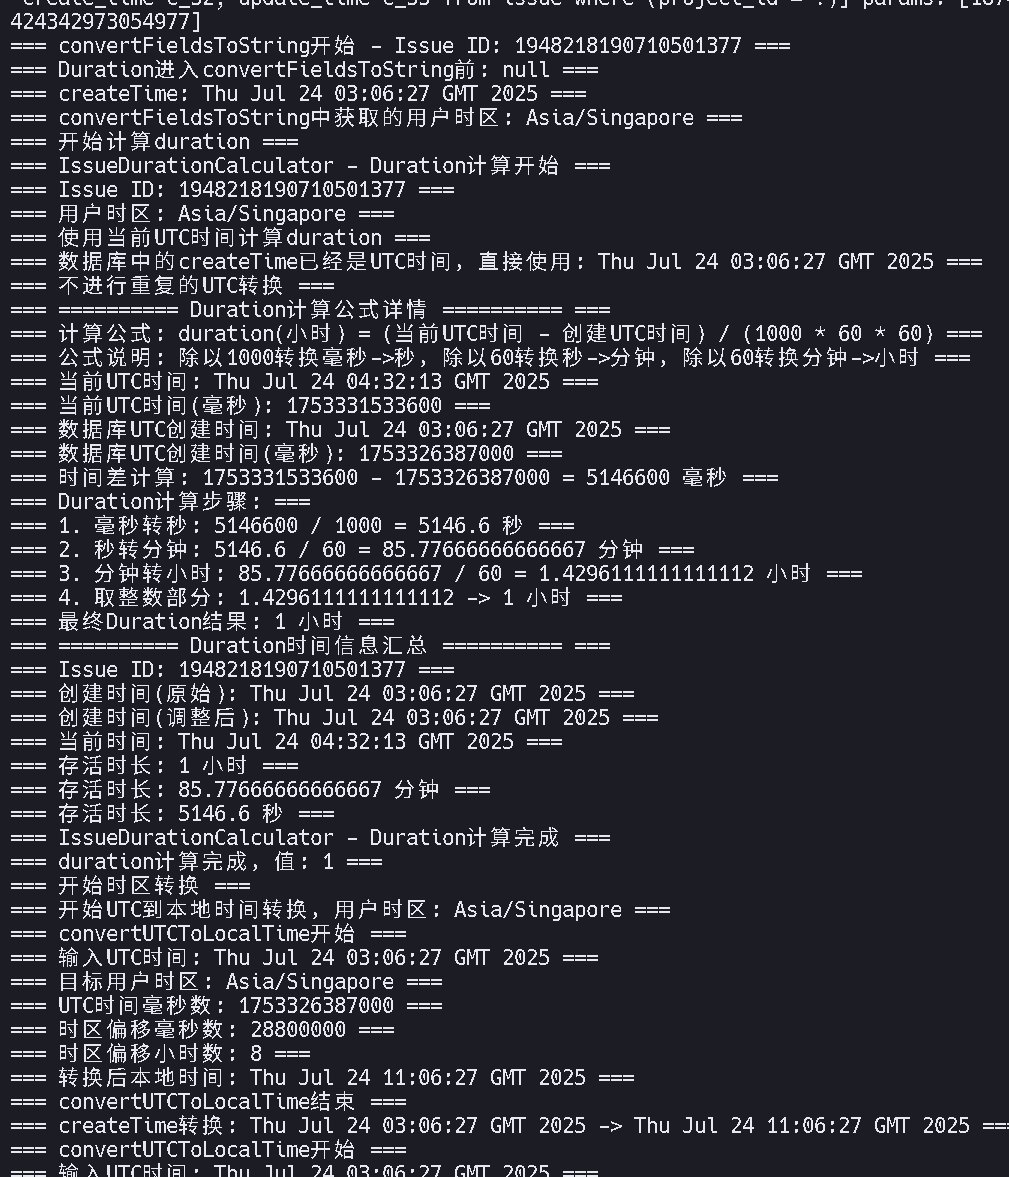 424342973054977]
=== convertFieldsToString开始 - Issue ID: 1948218190710501377 ===
=== Duration进入convertFieldsToString前: null ===
=== createTime: Thu Jul 24 03:06:27 GMT 2025 ===
=== convertFieldsToString中获取的用户时区: Asia/Singapore ===
=== 开始计算duration ===
=== IssueDurationCalculator - Duration计算开始 ===
=== Issue ID: 1948218190710501377 ===
=== 用户时区: Asia/Singapore ===
=== 使用当前UTC时间计算duration ===
=== 数据库中的createTime已经是UTC时间, 直接使用: Thu Jul 24 03:06:27 GMT 2025 ===
=== 不进行重复的UTC转换 ===
=== ========== Duration计算公式详情 ========== ===
=== 计算公式: duration(小时) = (当前UTC时间 - 创建UTC时间) / (1000 * 60 * 60) ===
=== 公式说明: 除以1000转换毫秒->秒, 除以60转换秒->分钟, 除以60转换分钟->小时 ===
=== 当前UTC时间: Thu Jul 24 04:32:13 GMT 2025 ===
=== 当前UTC时间(毫秒): 1753331533600 ===
=== 数据库UTC创建时间: Thu Jul 24 03:06:27 GMT 2025 ===
=== 数据库UTC创建时间(毫秒): 1753326387000 ===
=== 时间差计算: 1753331533600 - 1753326387000 = 5146600 毫秒 ===
=== Duration计算步骤: ===
=== 1. 毫秒转秒: 5146600 / 1000 = 5146.6 秒 ===
=== 2. 秒转分钟: 5146.6 / 60 = 85.77666666666667 分钟 ===
=== 3. 分钟转小时: 85.77666666666667 / 60 = 1.4296111111111112 小时 ===
=== 4. 取整数部分: 1.4296111111111112 -> 1 小时 ===
=== 最终Duration结果: 1 小时 ===
=== ========== Duration时间信息汇总 ========== ===
=== Issue ID: 1948218190710501377 ===
=== 创建时间(原始): Thu Jul 24 03:06:27 GMT 2025 ===
=== 创建时间(调整后): Thu Jul 24 03:06:27 GMT 2025 ===
=== 当前时间: Thu Jul 24 04:32:13 GMT 2025 ===
=== 存活时长: 1 小时 ===
=== 存活时长: 85.77666666666667 分钟 ===
=== 存活时长: 5146.6 秒 ===
=== IssueDurationCalculator - Duration计算完成 ===
=== duration计算完成, 值: 1 ===
=== 开始时区转换 ===
=== 开始UTC到本地时间转换, 用户时区: Asia/Singapore ===
=== convertUTCToLocalTime开始 ===
=== 输入UTC时间: Thu Jul 24 03:06:27 GMT 2025 ===
=== 目标用户时区: Asia/Singapore ===
=== UTC时间毫秒数: 1753326387000 ===
=== 时区偏移毫秒数: 28800000 ===
=== 时区偏移小时数: 8 ===
=== 转换后本地时间: Thu Jul 24 11:06:27 GMT 2025 ===
=== convertUTCToLocalTime结束 ===
=== createTime转换: Thu Jul 24 03:06:27 GMT 2025 -> Thu Jul 24 11:06:27 GMT 2025 ===
=== convertUTCToLocalTime开始 ===
=== 输入UTC时间: Thu Jul 24 03:06:27 GMT 2025 ===